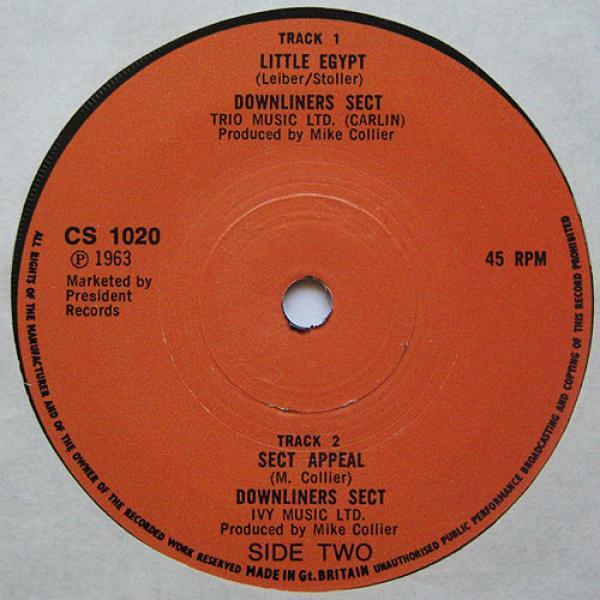 TRACK 1
LITTLE EGYPT
(Leiber/Stoller)
DOWNLINERS SECT
TRIO MUSIC LTD. (CARLIN)
Produced by Mike Collier
CS 1020
℗ 1963
Marketed by
President
Records
45 RPM
TRACK 2
SECT APPEAL
(M. Collier)
DOWNLINERS SECT
IVY MUSIC LTD.
Produced by Mike Collier
SIDE TWO
ALL RIGHTS OF THE MANUFACTURER AND OF THE OWNER OF THE RECORDED WORK RESERVED MADE IN Gt. BRITAIN UNAUTHORISED PUBLIC PERFORMANCE BROADCASTING AND COPYING OF THIS RECORD PROHIBITED